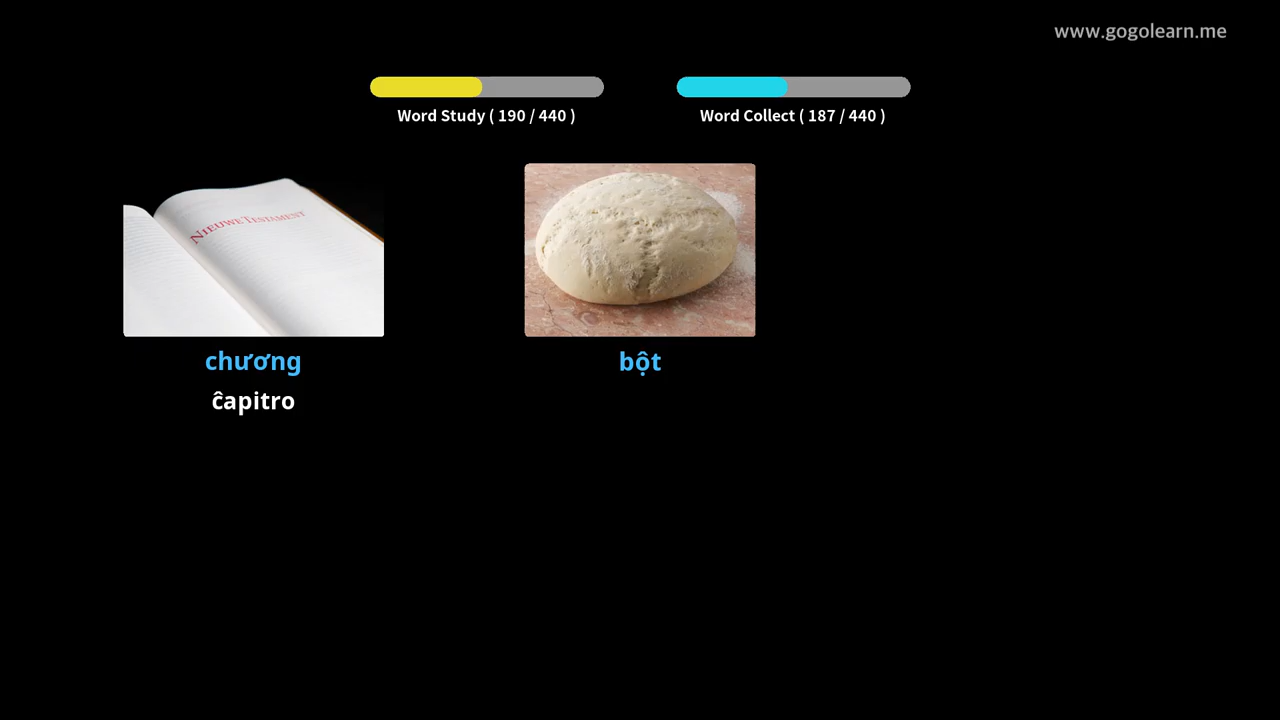 www.gogolearn.me
Word Study ( 190 / 440 )
Word Collect ( 187 / 440 )
NIEUWE TESTAMENT
chương
bột
ĉapitro